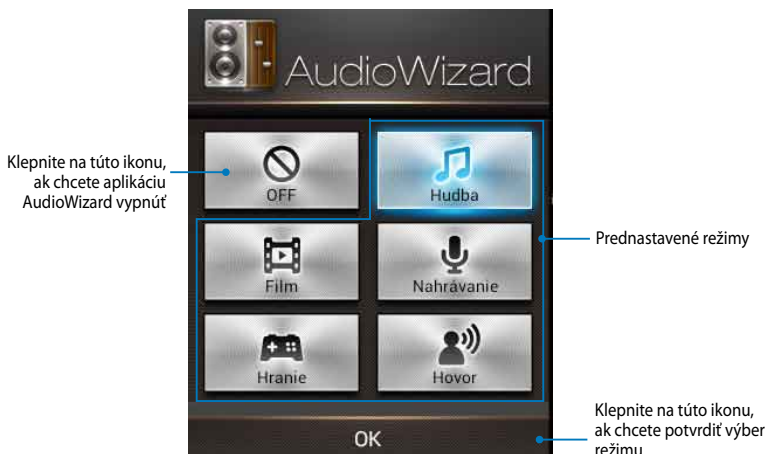 AudioWizard
Klepnite na túto ikonu,
ak chcete aplikáciu
AudioWizard vypnúť
OFF
Hudba
Prednastavené režimy
Film
Nahrávanie
Hranie
Hovor
OK
Klepnite na túto ikonu,
ak chcete potvrdiť výber
režimu